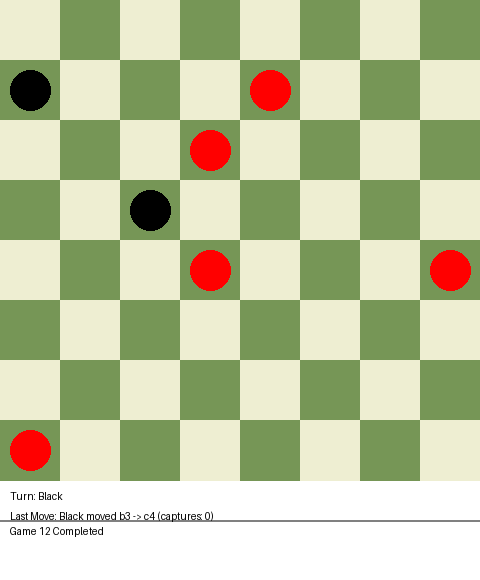 Turn: Black
Last Move: Black moved b3 -> c4 (captures: 0)
Game 12 Completed